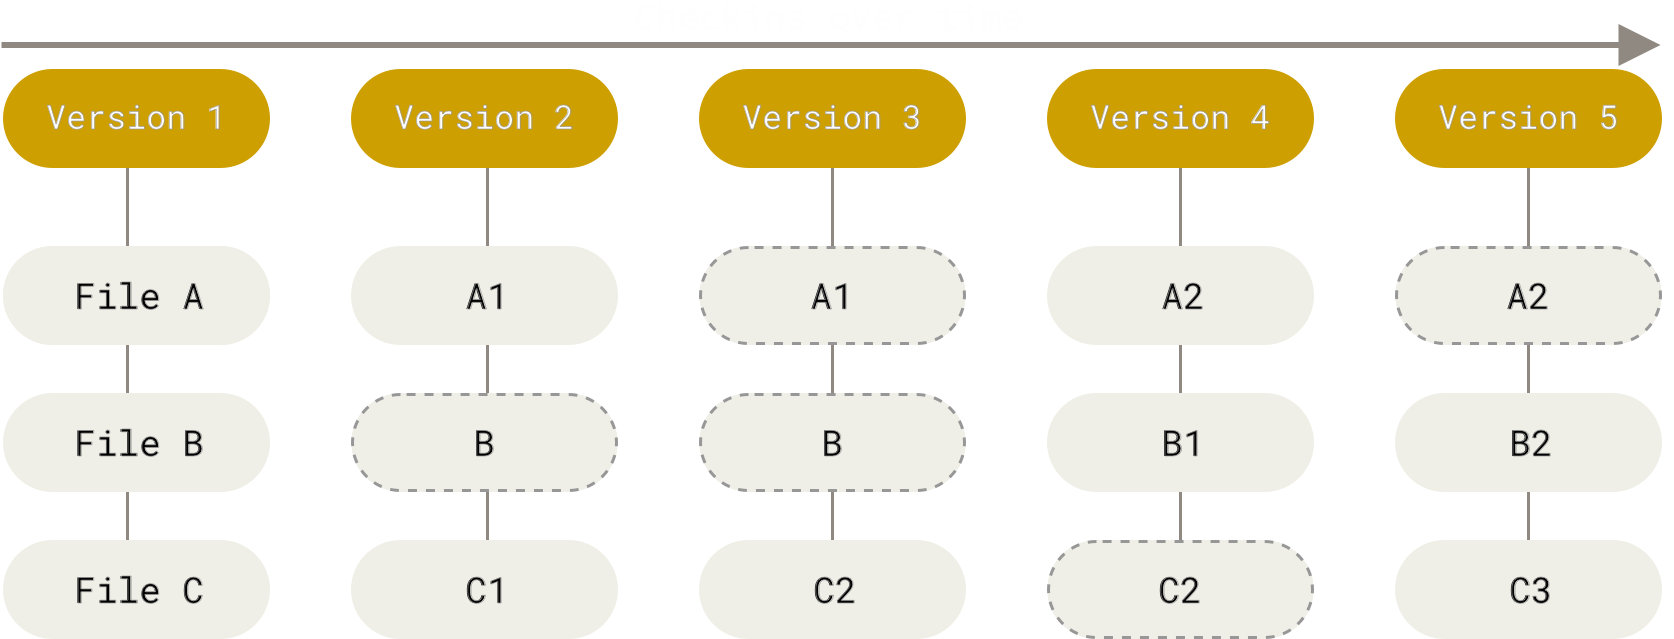 Version 1
Version 2
Version 3
Version 4
Version 5
File A
A1
A1
A2
A2
File B
B
B
B1
B2
File C
C1
C2
C2
C3